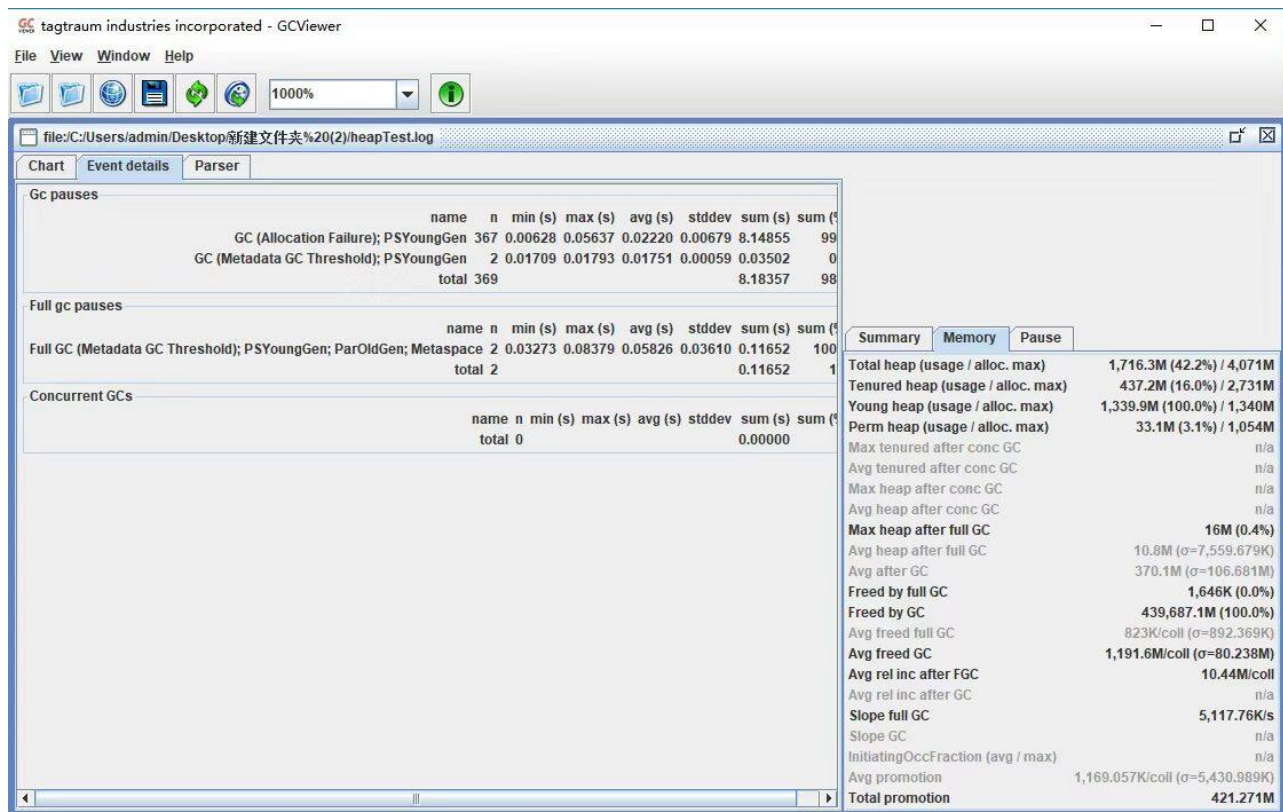 GC VIEWER tagtraum industries incorporated - GCViewer
File View Window Help
1000%
file:/C:/Users/admin/Desktop/新建文件夹%20(2)/heapTest.log
Chart Event details Parser
Gc pauses
name n min (s) max (s) avg (s) stddev sum (s) sum (%
GC (Allocation Failure); PSYoungGen 367 0.00628 0.05637 0.02220 0.00679 8.14855 99
GC (Metadata GC Threshold); PSYoungGen 2 0.01709 0.01793 0.01751 0.00059 0.03502 0
total 369 8.18357 98
Full gc pauses
name n min (s) max (s) avg (s) stddev sum (s) sum (%
Full GC (Metadata GC Threshold); PSYoungGen; ParOldGen; Metaspace 2 0.03273 0.08379 0.05826 0.03610 0.11652 100
total 2 0.11652 1
Concurrent GCs
name n min (s) max (s) avg (s) stddev sum (s) sum (%
total 0 0.00000
Summary Memory Pause
Total heap (usage / alloc. max) 1,716.3M (42.2%) / 4,071M
Tenured heap (usage / alloc. max) 437.2M (16.0%) / 2,731M
Young heap (usage / alloc. max) 1,339.9M (100.0%) / 1,340M
Perm heap (usage / alloc. max) 33.1M (3.1%) / 1,054M
Max tenured after conc GC n/a
Avg tenured after conc GC n/a
Max heap after conc GC n/a
Avg heap after conc GC n/a
Max heap after full GC 16M (0.4%)
Avg heap after full GC 10.8M (σ=7,559.679K)
Avg after GC 370.1M (σ=106.681M)
Freed by full GC 1,646K (0.0%)
Freed by GC 439,687.1M (100.0%)
Avg freed full GC 823K/coll (σ=892.369K)
Avg freed GC 1,191.6M/coll (σ=80.238M)
Avg rel inc after FGC 10.44M/coll
Avg rel inc after GC n/a
Slope full GC 5,117.76K/s
Slope GC n/a
InitiatingOccFraction (avg / max) n/a
Avg promotion 1,169.057K/coll (σ=5,430.989K)
Total promotion 421.271M